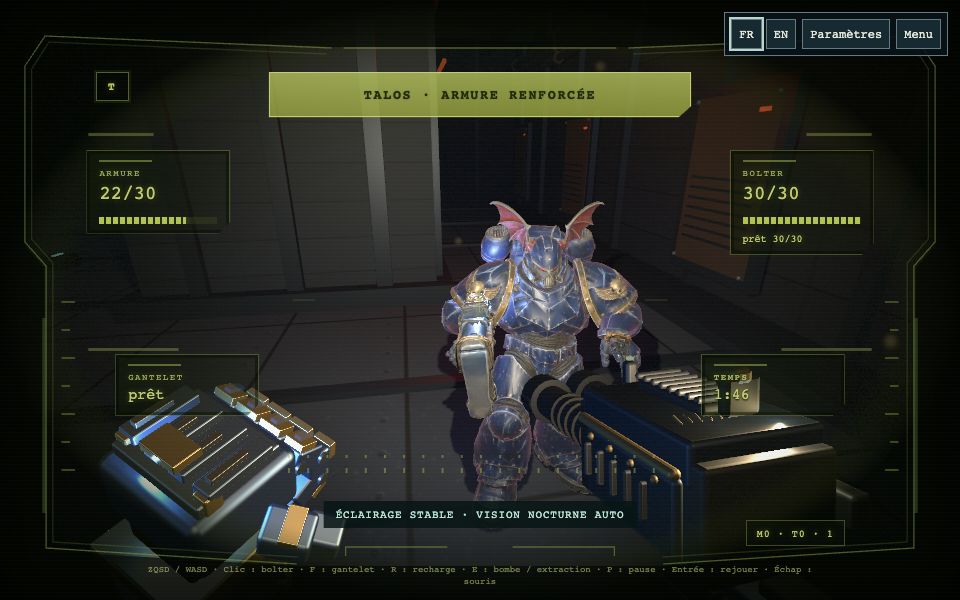 FR EN Paramètres Menu
T
TALOS · ARMURE RENFORCÉE
ARMURE
22/30
BOLTER
30/30
prêt 30/30
GANTELET
prêt
TEMPS
1:46
ÉCLAIRAGE STABLE · VISION NOCTURNE AUTO
M0 · T0 · 1
ZQSD / WASD · Clic : bolter · F : gantelet · R : recharge · E : bombe / extraction · P : pause · Entrée : rejouer · Échap :
souris